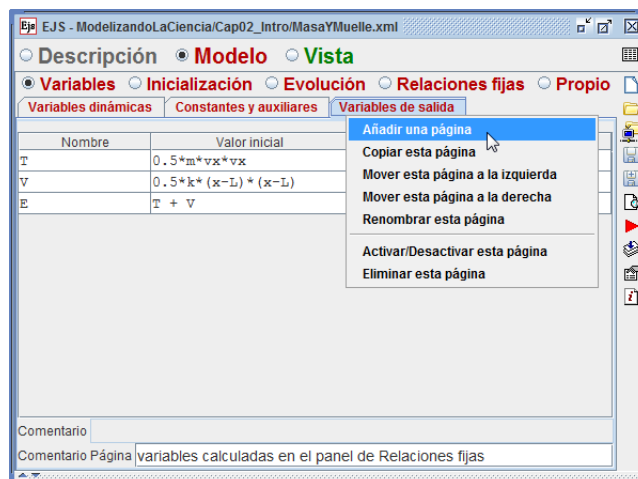 EJS - ModelizandoLaCiencia/Cap02_Intro/MasaYMuelle.xml
Descripción Modelo Vista
Variables Inicialización Evolución Relaciones fijas Propio
Variables dinámicas Constantes y auxiliares Variables de salida
Nombre Valor inicial
T 0.5*m*vx*vx
V 0.5*k*(x-L)*(x-L)
E T + V
Añadir una página
Copiar esta página
Mover esta página a la izquierda
Mover esta página a la derecha
Renombrar esta página
Activar/Desactivar esta página
Eliminar esta página
Comentario
Comentario Página variables calculadas en el panel de Relaciones fijas